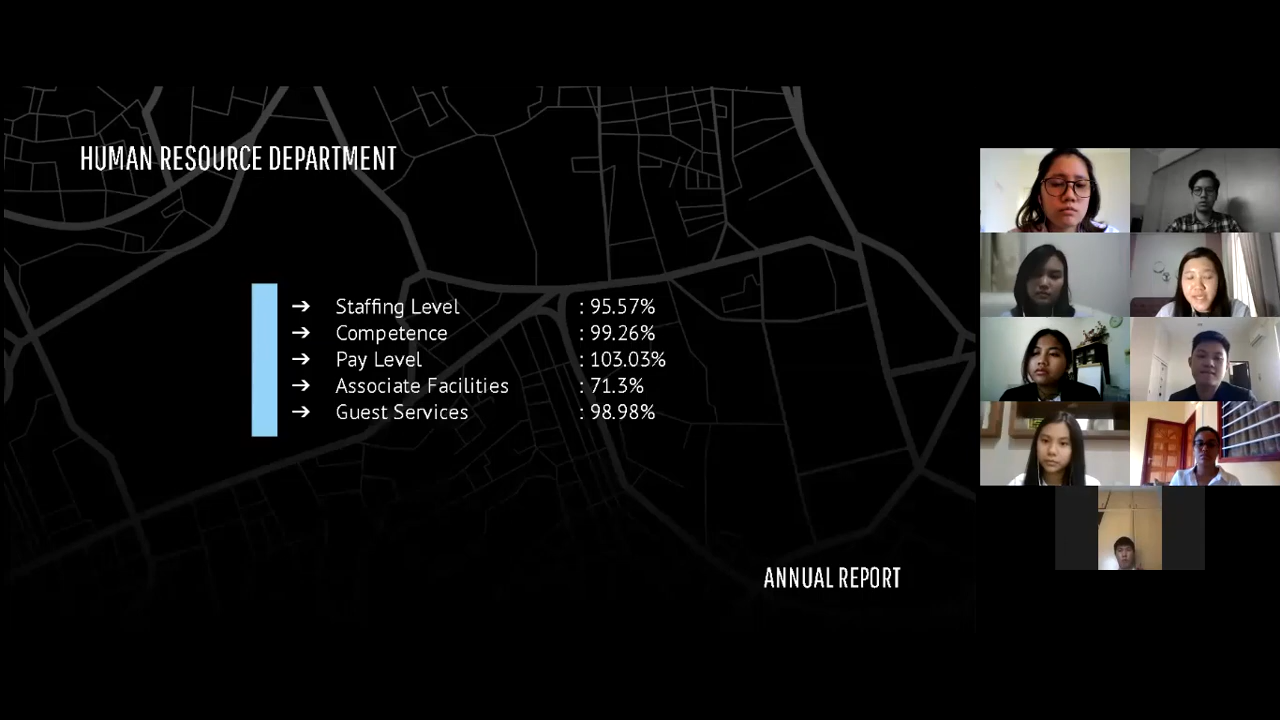 HUMAN RESOURCE DEPARTMENT
➔ Staffing Level : 95.57%
➔ Competence : 99.26%
➔ Pay Level : 103.03%
➔ Associate Facilities : 71.3%
➔ Guest Services : 98.98%
ANNUAL REPORT